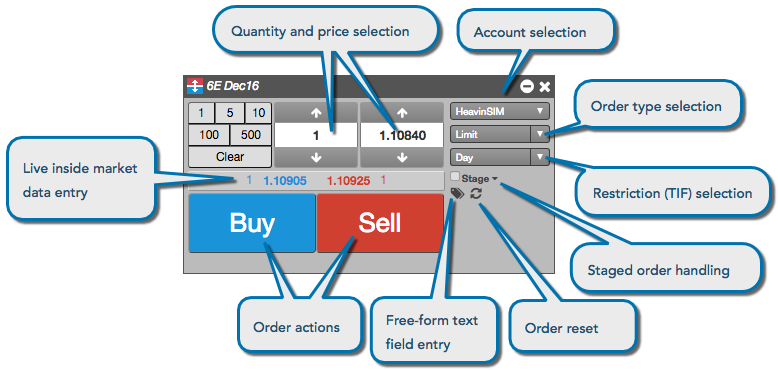 Quantity and price selection
Account selection
6E Dec16
1 5 10
100 500
Clear
1
1.10840
HeavinSIM
Limit
Day
Stage
Order type selection
Restriction (TIF) selection
Live inside market
data entry
1 1.10905 1.10925 1
Buy Sell
Staged order handling
Order actions
Free-form text
field entry
Order reset